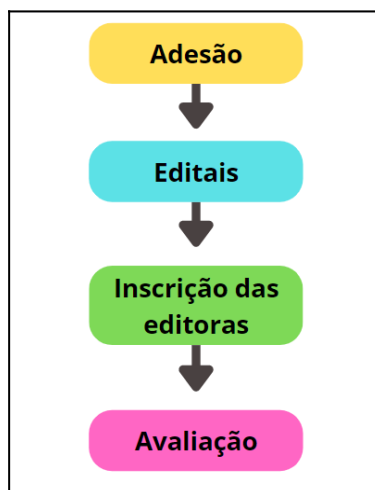 Adesão
Editais
Inscrição das
editoras
Avaliação